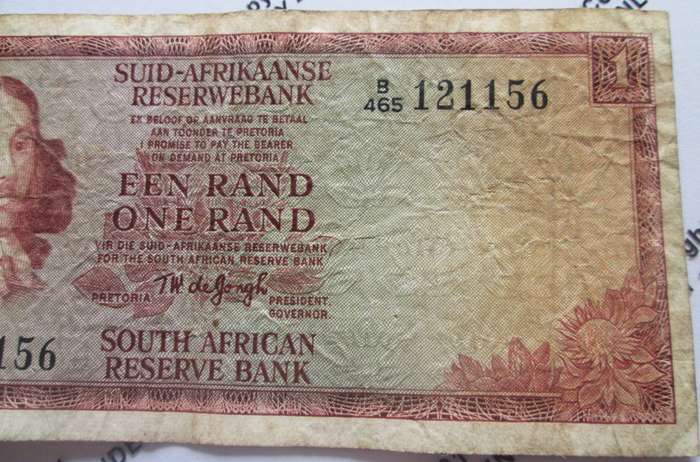 SUID-AFRIKAANSE
RESERWEBANK
B
465 121156
1
EK BELOOF OP AANVRAAG TE BETAAL
AAN TOONDER TE PRETORIA
I PROMISE TO PAY THE BEARER
ON DEMAND AT PRETORIA
EEN RAND
ONE RAND
VIR DIE SUID-AFRIKAANSE RESERWEBANK
FOR THE SOUTH AFRICAN RESERVE BANK
TW de Jongh
PRETORIA
PRESIDENT.
GOVERNOR.
156
SOUTH AFRICAN
RESERVE BANK